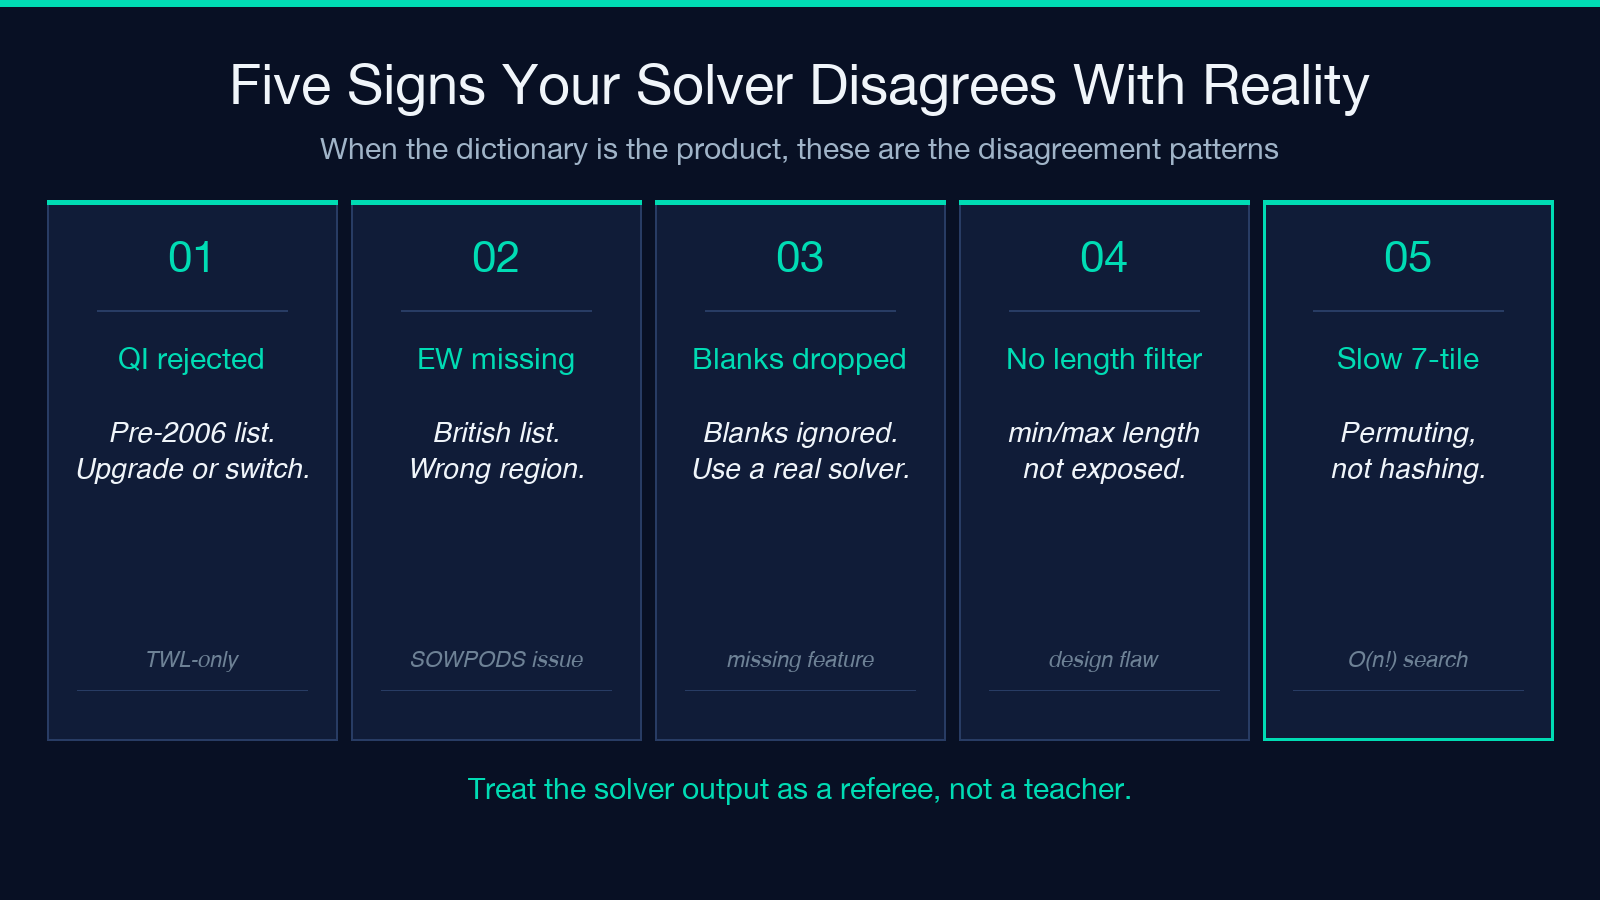 Five Signs Your Solver Disagrees With Reality
When the dictionary is the product, these are the disagreement patterns
01
QI rejected
Pre-2006 list.
Upgrade or switch.
TWL-only
02
EW missing
British list.
Wrong region.
SOWPODS issue
03
Blanks dropped
Blanks ignored.
Use a real solver.
missing feature
04
No length filter
min/max length
not exposed.
design flaw
05
Slow 7-tile
Permuting,
not hashing.
O(n!) search
Treat the solver output as a referee, not a teacher.